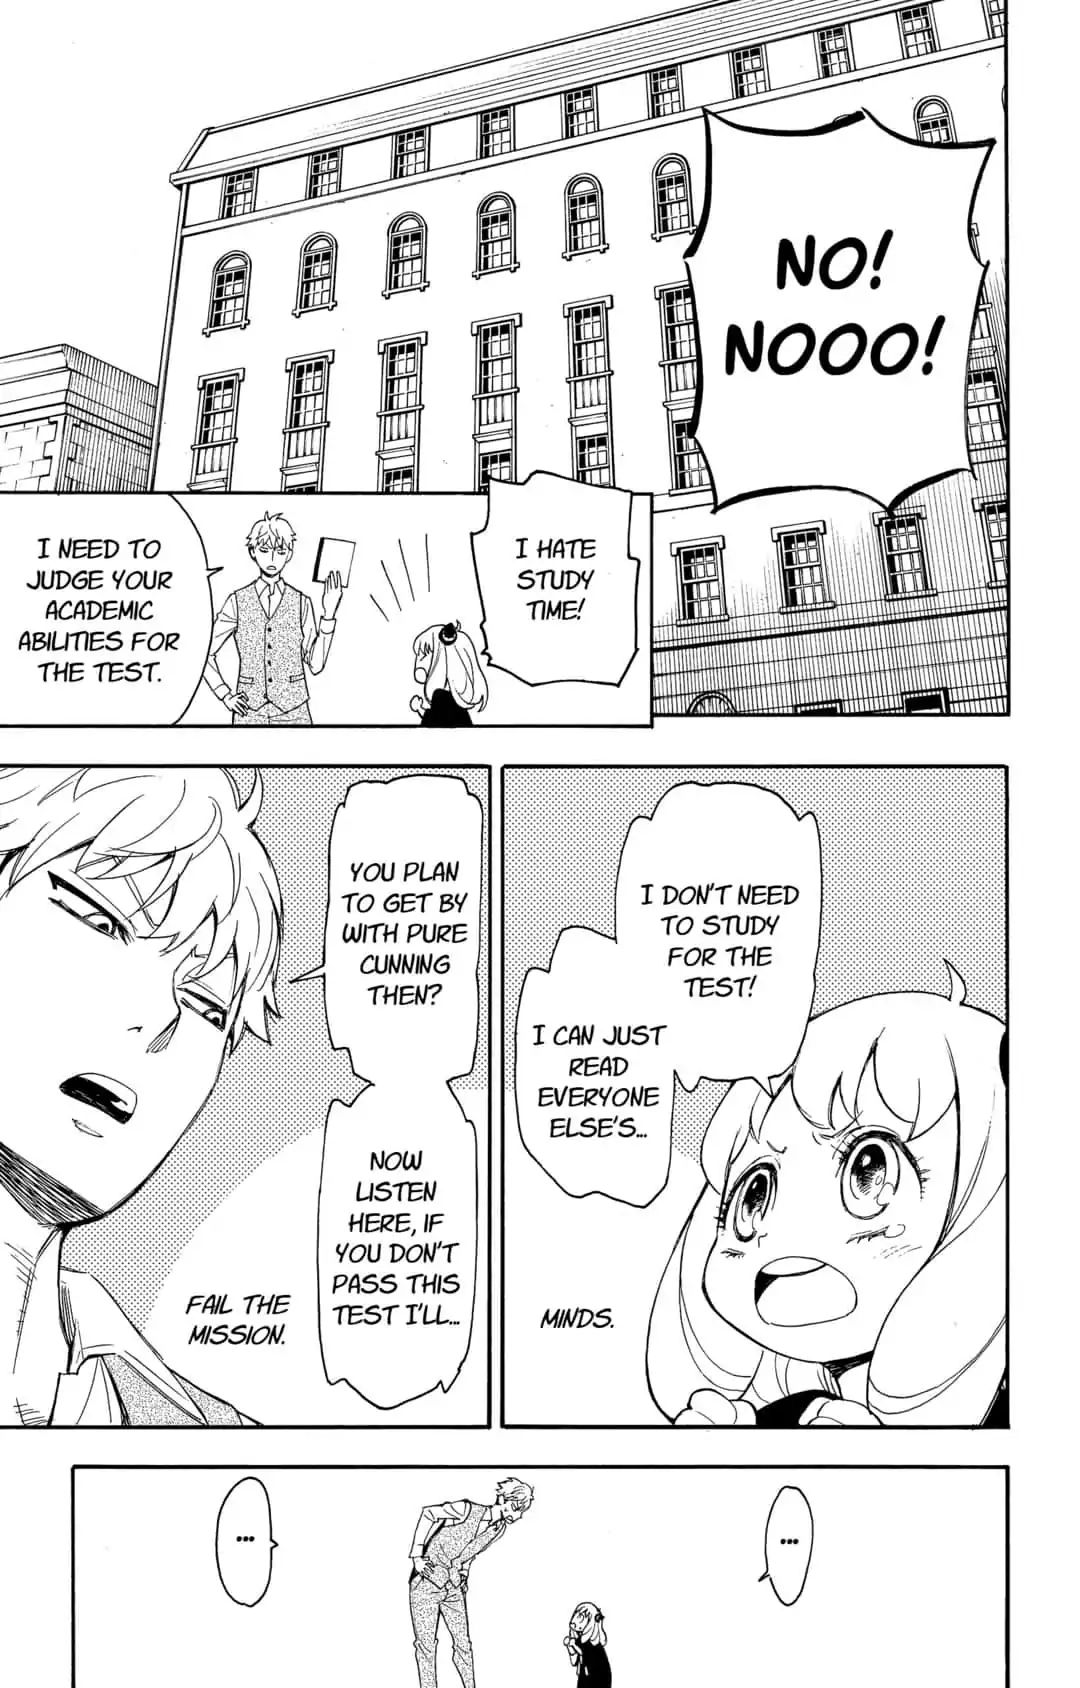 NO!
NOOO!
I HATE
STUDY
TIME!
I NEED TO
JUDGE YOUR
ACADEMIC
ABILITIES FOR
THE TEST.
I DON'T NEED
TO STUDY
FOR THE
TEST!
I CAN JUST
READ
EVERYONE
ELSE'S...
MINDS.
YOU PLAN
TO GET BY
WITH PURE
CUNNING
THEN?
NOW
LISTEN
HERE, IF
YOU DON'T
PASS THIS
TEST I'LL...
FAIL THE
MISSION.
...
...